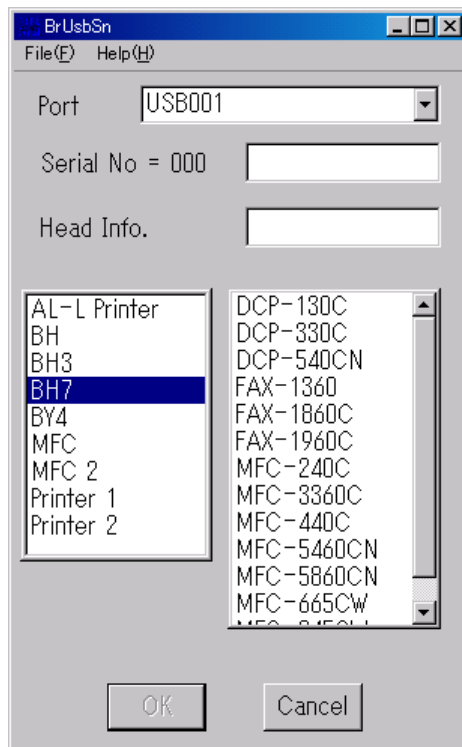 BrUsbSn
File(F) Help(H)
Port USB001
Serial No = 000
Head Info.
AL-L Printer
BH
BH3
BH7
BY4
MFC
MFC 2
Printer 1
Printer 2
DCP-130C
DCP-330C
DCP-540CN
FAX-1360
FAX-1860C
FAX-1960C
MFC-240C
MFC-3360C
MFC-440C
MFC-5460CN
MFC-5860CN
MFC-665CW
OK Cancel